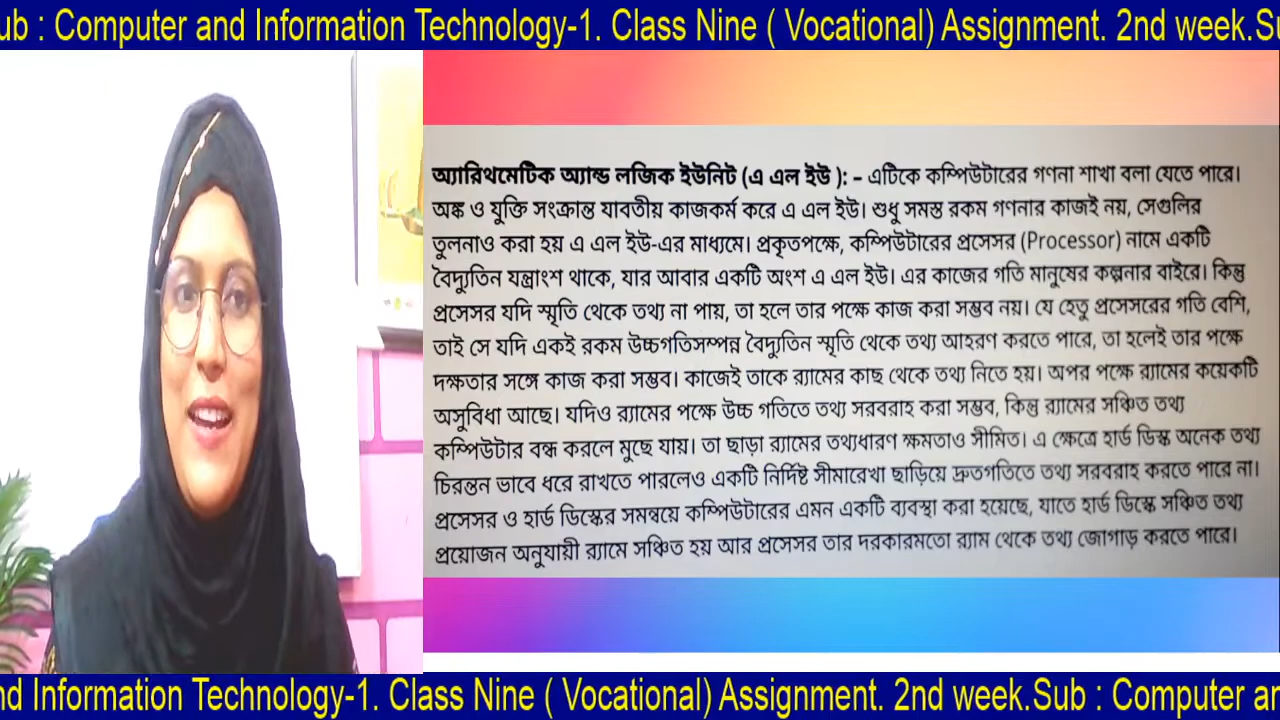 ub : Computer and Information Technology-1. Class Nine ( Vocational) Assignment. 2nd week.Su
অ্যারিথমেটিক অ্যান্ড লজিক ইউনিট (এ এল ইউ ): – এটিকে কম্পিউটারের গণনা শাখা বলা যেতে পারে।
অঙ্ক ও যুক্তি সংক্রান্ত যাবতীয় কাজকর্ম করে এ এল ইউ। শুধু সমস্ত রকম গণনার কাজই নয়, সেগুলির
তুলনাও করা হয় এ এল ইউ-এর মাধ্যমে। প্রকৃতপক্ষে, কম্পিউটারের প্রসেসর (Processor) নামে একটি
বৈদ্যুতিন যন্ত্রাংশ থাকে, যার আবার একটি অংশ এ এল ইউ। এর কাজের গতি মানুষের কল্পনার বাইরে। কিন্তু
প্রসেসর যদি স্মৃতি থেকে তথ্য না পায়, তা হলে তার পক্ষে কাজ করা সম্ভব নয়। যে হেতু প্রসেসরের গতি বেশি,
তাই সে যদি একই রকম উচ্চগতিসম্পন্ন বৈদ্যুতিন স্মৃতি থেকে তথ্য আহরণ করতে পারে, তা হলেই তার পক্ষে
দক্ষতার সঙ্গে কাজ করা সম্ভব। কাজেই তাকে র‍্যামের কাছ থেকে তথ্য নিতে হয়। অপর পক্ষে র‍্যামের কয়েকটি
অসুবিধা আছে। যদিও র‍্যামের পক্ষে উচ্চ গতিতে তথ্য সরবরাহ করা সম্ভব, কিন্তু র‍্যামের সঞ্চিত তথ্য
কম্পিউটার বন্ধ করলে মুছে যায়। তা ছাড়া র‍্যামের তথ্যধারণ ক্ষমতাও সীমিত। এ ক্ষেত্রে হার্ড ডিস্ক অনেক তথ্য
চিরন্তন ভাবে ধরে রাখতে পারলেও একটি নির্দিষ্ট সীমারেখা ছাড়িয়ে দ্রুতগতিতে তথ্য সরবরাহ করতে পারে না।
প্রসেসর ও হার্ড ডিস্কের সমন্বয়ে কম্পিউটারের এমন একটি ব্যবস্থা করা হয়েছে, যাতে হার্ড ডিস্কে সঞ্চিত তথ্য
প্রয়োজন অনুযায়ী র‍্যামে সঞ্চিত হয় আর প্রসেসর তার দরকারমতো র‍্যাম থেকে তথ্য জোগাড় করতে পারে।
nd Information Technology-1. Class Nine ( Vocational) Assignment. 2nd week.Sub : Computer an